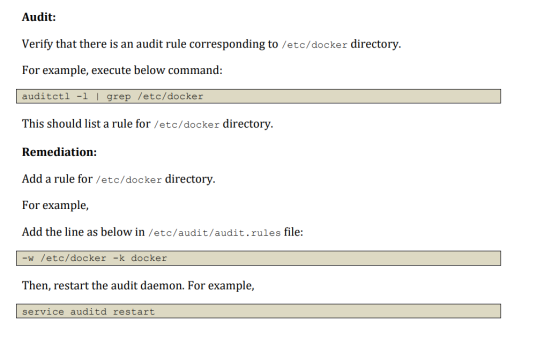 Audit:
Verify that there is an audit rule corresponding to /etc/docker directory.
For example, execute below command:
auditctl -l | grep /etc/docker
This should list a rule for /etc/docker directory.
Remediation:
Add a rule for /etc/docker directory.
For example,
Add the line as below in /etc/audit/audit.rules file:
-w /etc/docker -k docker
Then, restart the audit daemon. For example,
service auditd restart